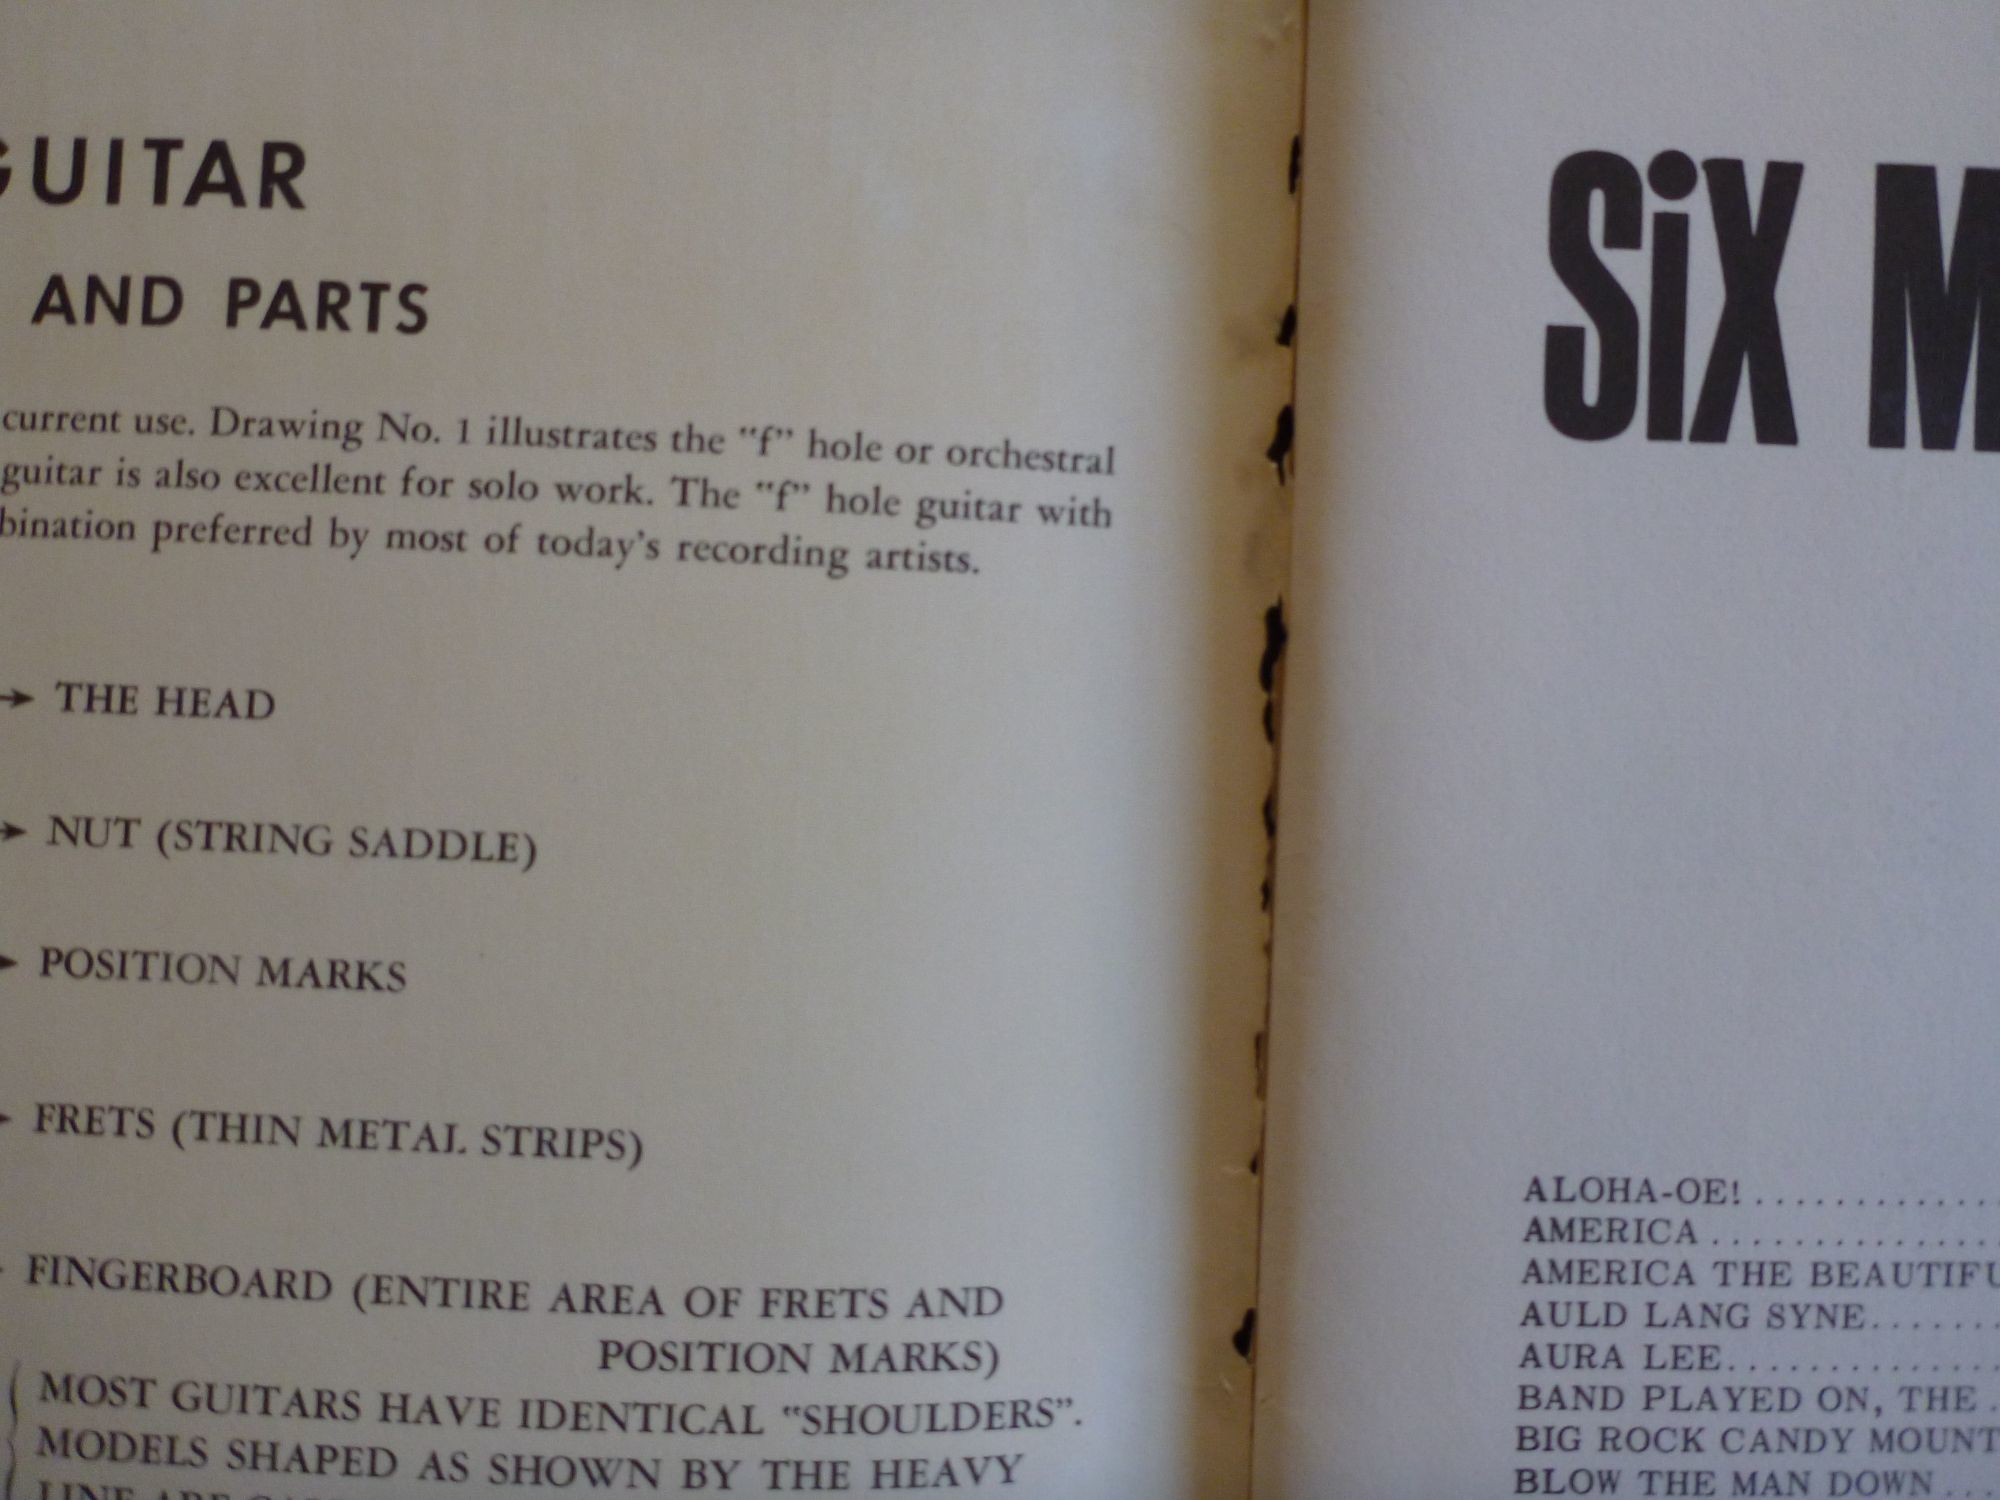 GUITAR
AND PARTS
current use. Drawing No. 1 illustrates the "f" hole or orchestral
guitar is also excellent for solo work. The "f" hole guitar with
bination preferred by most of today's recording artists.
THE HEAD
NUT (STRING SADDLE)
POSITION MARKS
FRETS (THIN METAL STRIPS)
FINGERBOARD (ENTIRE AREA OF FRETS AND
POSITION MARKS)
MOST GUITARS HAVE IDENTICAL "SHOULDERS".
MODELS SHAPED AS SHOWN BY THE HEAVY
LINE ARE
SiX M
ALOHA-OE! . . . . . . . . . . .
AMERICA . . . . . . . . . . . . .
AMERICA THE BEAUTIFU
AULD LANG SYNE. . . . . . .
AURA LEE. . . . . . . . . . . . .
BAND PLAYED ON, THE .
BIG ROCK CANDY MOUNT
BLOW THE MAN DOWN . . .